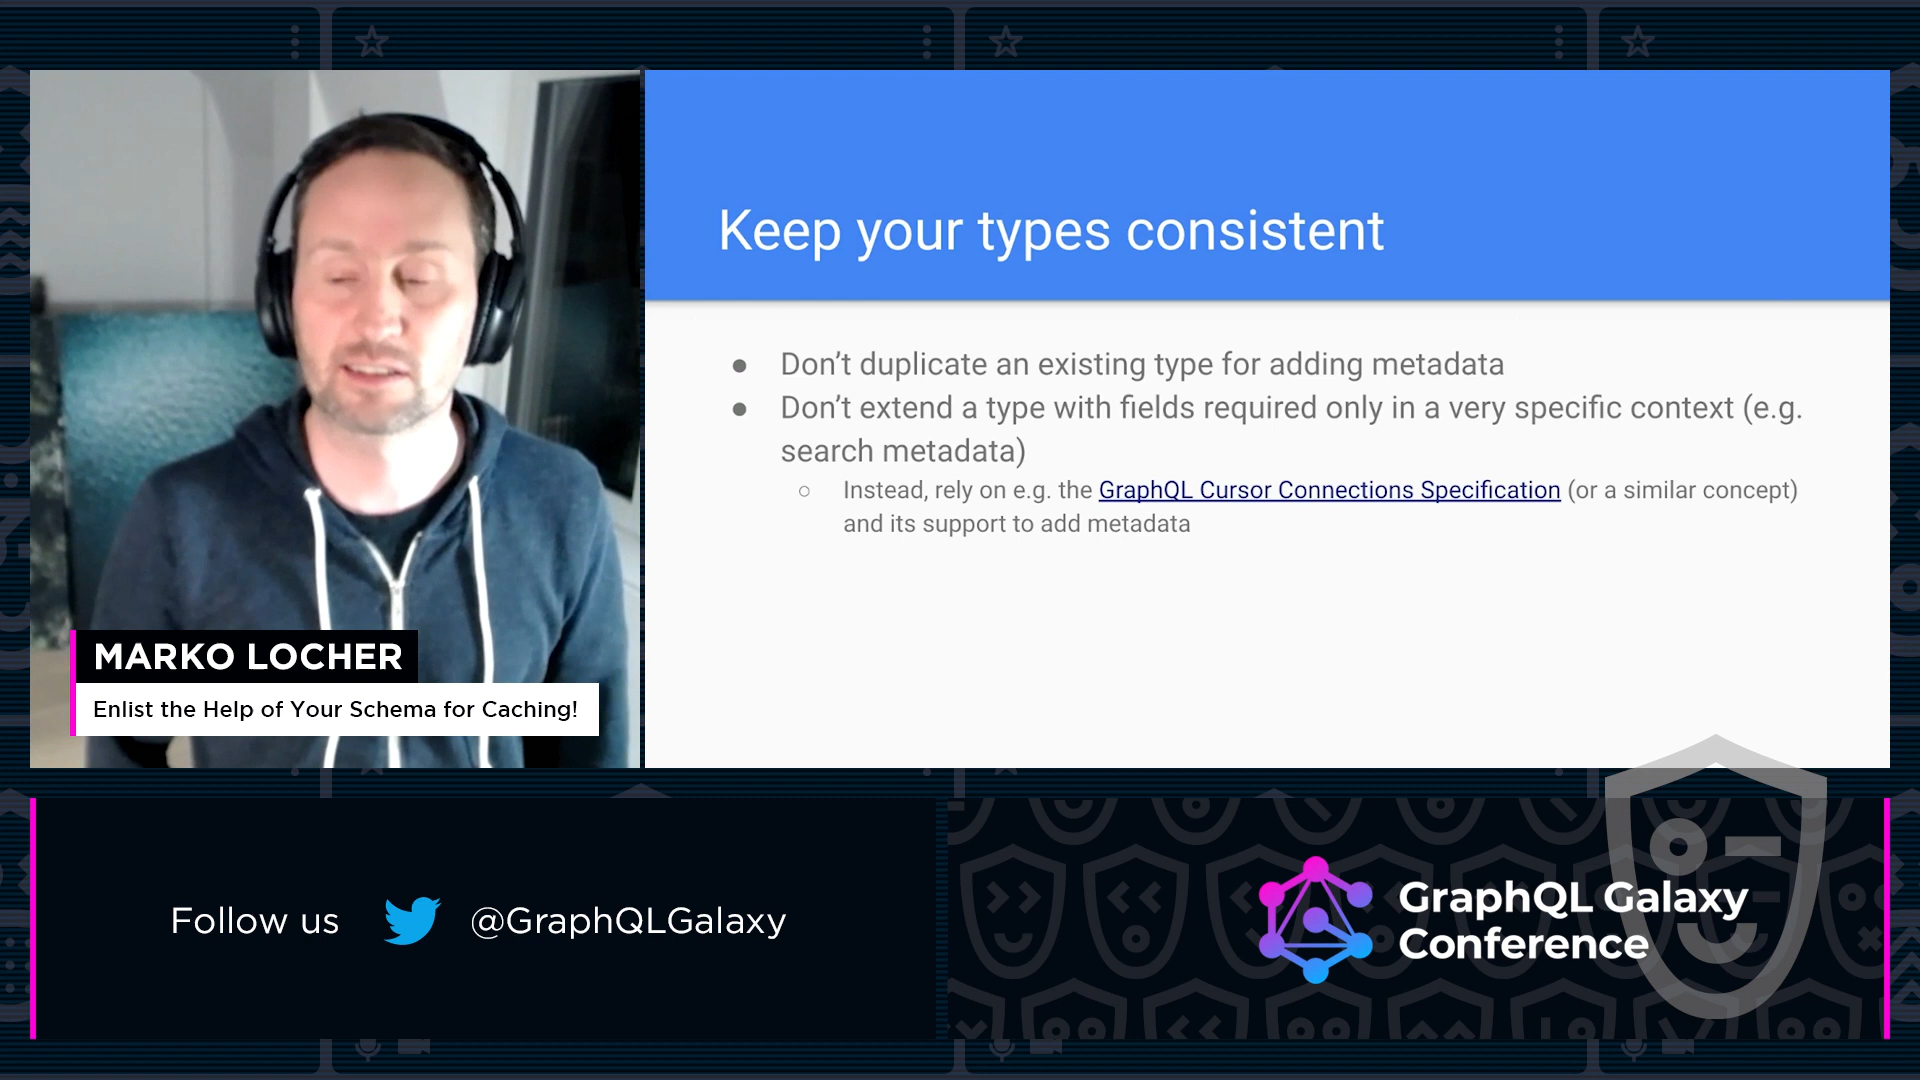 Keep your types consistent
● Don’t duplicate an existing type for adding metadata
● Don’t extend a type with fields required only in a very specific context (e.g.
search metadata)
○ Instead, rely on e.g. the GraphQL Cursor Connections Specification (or a similar concept)
and its support to add metadata
MARKO LOCHER
Enlist the Help of Your Schema for Caching!
Follow us @GraphQLGalaxy
GraphQL Galaxy
Conference